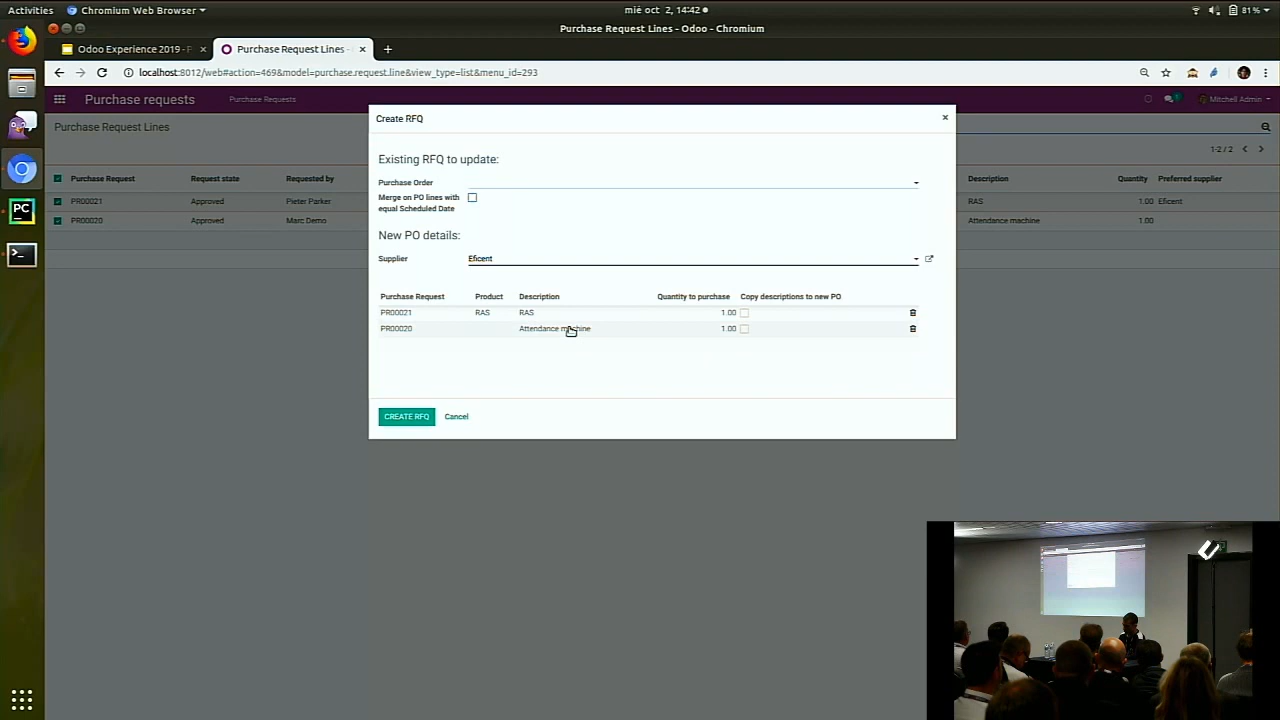 Activities
Chromium Web Browser
mié oct 2, 14:42
81%
Purchase Request Lines - Odoo - Chromium
Odoo Experience 2019 - P
Purchase Request Lines -
localhost:8012/web#action=469&model=purchase.request.line&view_type=list&menu_id=293
Purchase requests
Purchase Requests
1
Mitchell Admin
Purchase Request Lines
1-2 / 2
Purchase Request Request state Requested by Description Quantity Preferred supplier
PR00021 Approved Pieter Parker RAS 1.00 Eficent
PR00020 Approved Marc Demo Attendance machine 1.00
Create RFQ
×
Existing RFQ to update:
Purchase Order
Merge on PO lines with
equal Scheduled Date
New PO details:
Supplier Eficent
Purchase Request Product Description Quantity to purchase Copy descriptions to new PO
PR00021 RAS RAS 1.00
PR00020 Attendance machine 1.00
CREATE RFQ Cancel
PC